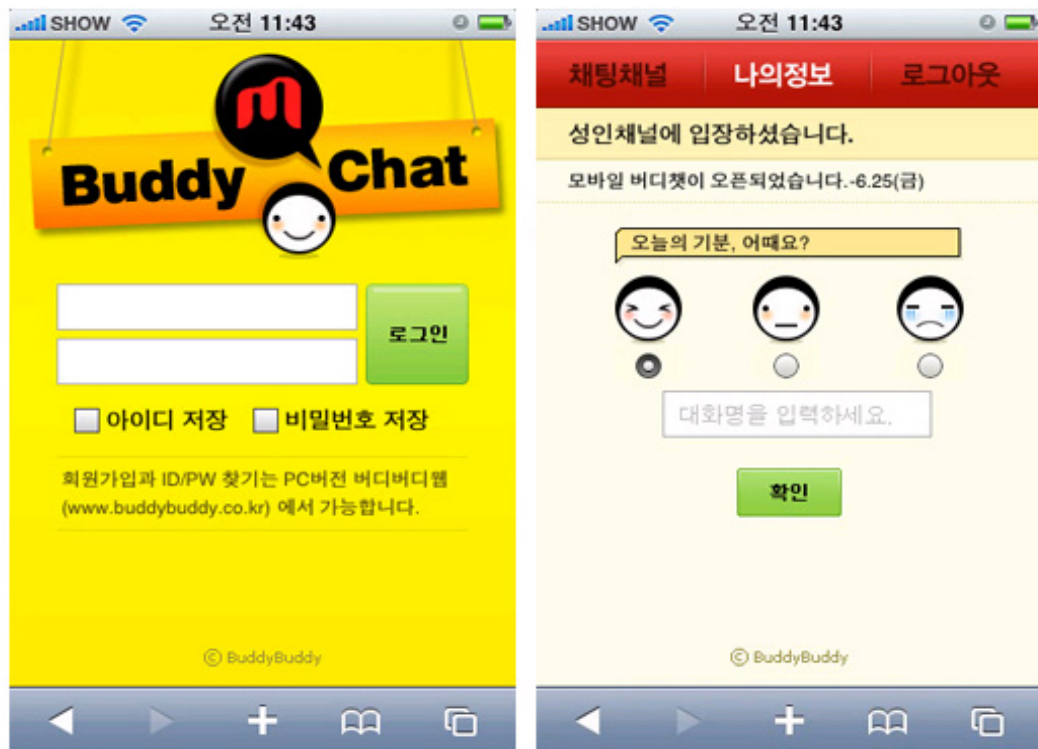 SHOW 오전 11:43
m
Buddy Chat
로그인
아이디 저장 비밀번호 저장
회원가입과 ID/PW 찾기는 PC버전 버디버디웹
(www.buddybuddy.co.kr) 에서 가능합니다.
© BuddyBuddy
SHOW 오전 11:43
채팅채널 나의정보 로그아웃
성인채널에 입장하셨습니다.
모바일 버디챗이 오픈되었습니다.-6.25(금)
오늘의 기분, 어때요?
대화명을 입력하세요.
확인
© BuddyBuddy